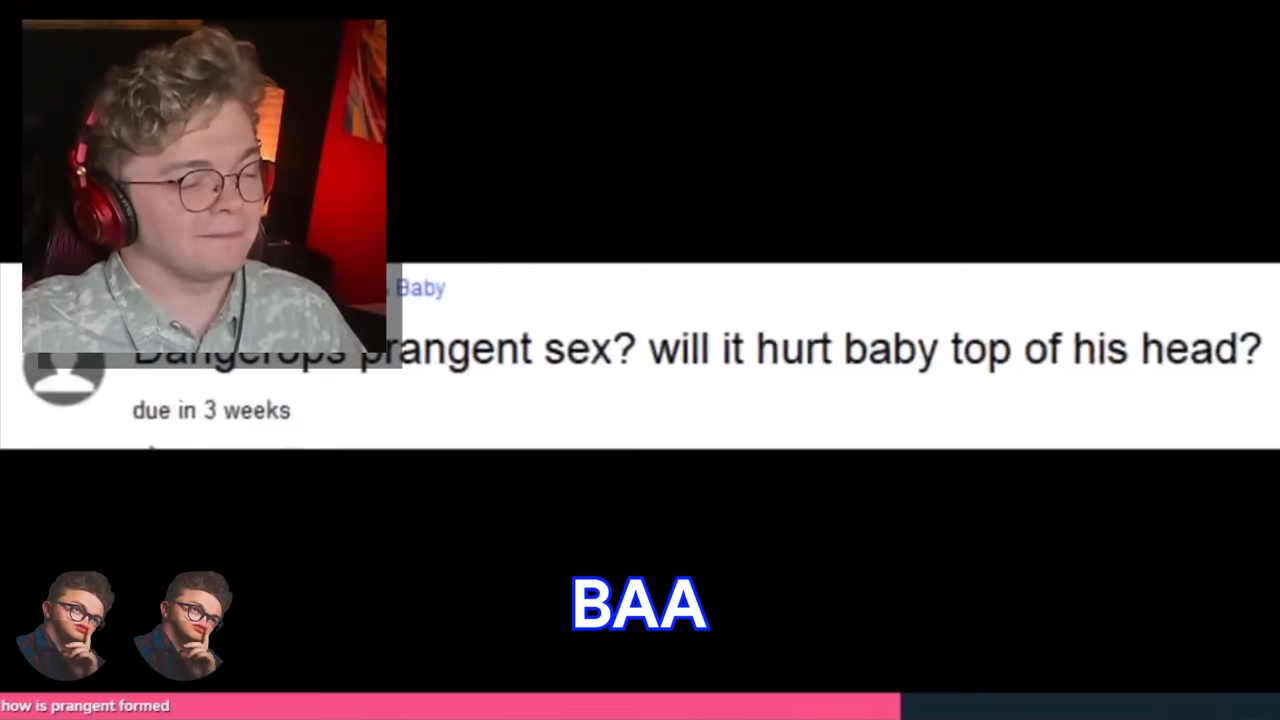 Baby
Dangerops prangent sex? will it hurt baby top of his head?
due in 3 weeks
BAA
how is prangent formed